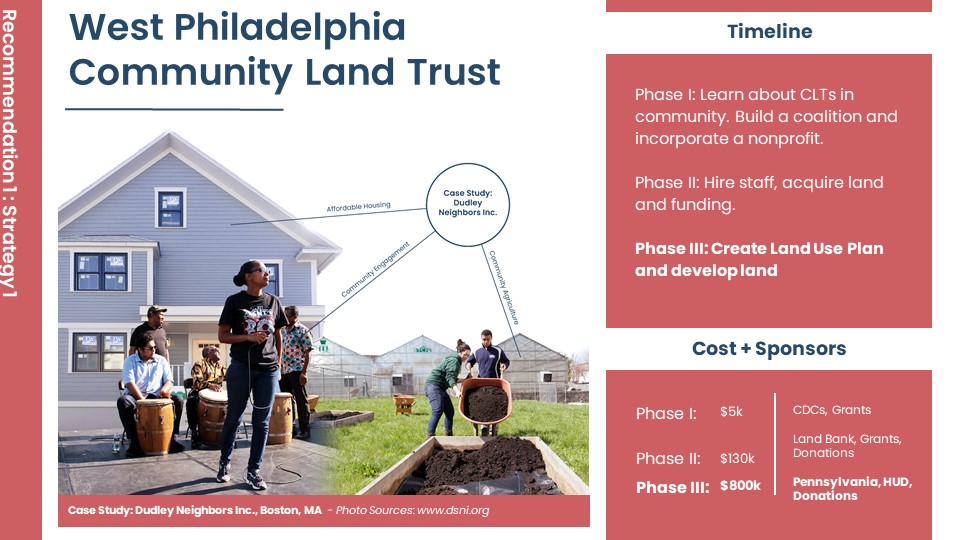 Recommendation 1 : Strategy 1
West Philadelphia
Community Land Trust
Case Study:
Dudley
Neighbors Inc.
Affordable Housing
Community Engagement
Community Agriculture
Case Study: Dudley Neighbors Inc., Boston, MA - Photo Sources: www.dsni.org
Timeline
Phase I: Learn about CLTs in
community. Build a coalition and
incorporate a nonprofit.
Phase II: Hire staff, acquire land
and funding.
Phase III: Create Land Use Plan
and develop land
Cost + Sponsors
Phase I: $5k CDCs, Grants
Phase II: $130k Land Bank, Grants,
Donations
Phase III: $800k Pennsylvania, HUD,
Donations